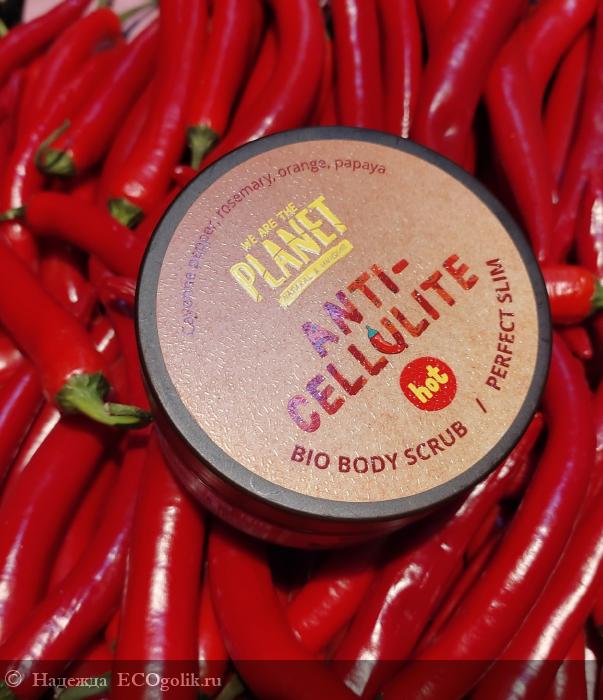 Cayenne pepper, rosemary, orange, papaya
WE ARE THE
PLANET
ANTI-
CELLULITE
hot
BIO BODY SCRUB / PERFECT SLIM
© Надежда ECOgolik.ru